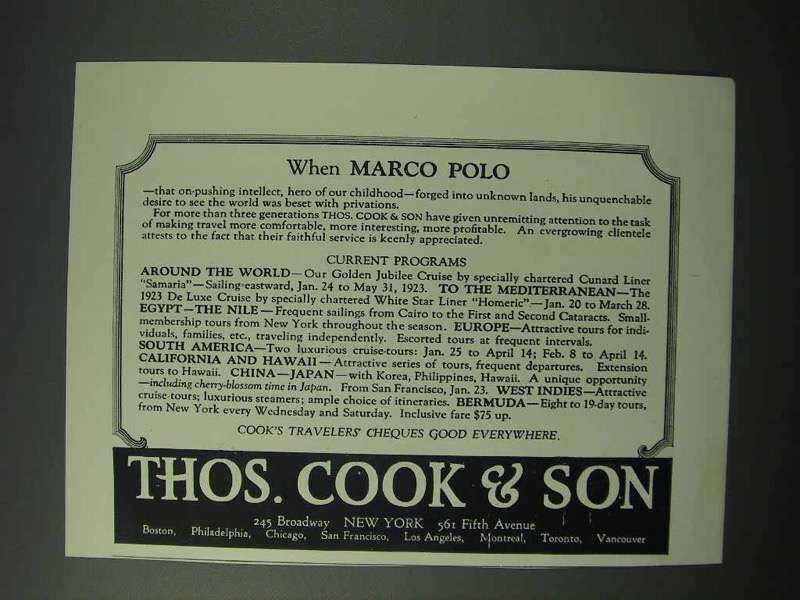 When MARCO POLO
—that on-pushing intellect, hero of our childhood—forged into unknown lands, his unquenchable
desire to see the world was beset with privations.
For more than three generations THOS. COOK & SON have given unremitting attention to the task
of making travel more comfortable, more interesting, more profitable. An evergrowing clientele
attests to the fact that their faithful service is keenly appreciated.
CURRENT PROGRAMS
AROUND THE WORLD—Our Golden Jubilee Cruise by specially chartered Cunard Liner
"Samaria"—Sailing-eastward, Jan. 24 to May 31, 1923. TO THE MEDITERRANEAN—The
1923 De Luxe Cruise by specially chartered White Star Liner "Homeric"—Jan. 20 to March 28.
EGYPT—THE NILE—Frequent sailings from Cairo to the First and Second Cataracts. Small-
membership tours from New York throughout the season. EUROPE—Attractive tours for indi-
viduals, families, etc., traveling independently. Escorted tours at frequent intervals.
SOUTH AMERICA—Two luxurious cruise-tours: Jan. 25 to April 14; Feb. 8 to April 14.
CALIFORNIA AND HAWAII—Attractive series of tours, frequent departures. Extension
tours to Hawaii. CHINA—JAPAN—with Korea, Philippines, Hawaii. A unique opportunity
—including cherry-blossom time in Japan. From San Francisco, Jan. 23. WEST INDIES—Attractive
cruise-tours; luxurious steamers; ample choice of itineraries. BERMUDA—Eight to 19-day tours,
from New York every Wednesday and Saturday. Inclusive fare $75 up.
COOK'S TRAVELERS' CHEQUES GOOD EVERYWHERE.
THOS. COOK & SON
245 Broadway NEW YORK 561 Fifth Avenue
Boston, Philadelphia, Chicago, San Francisco, Los Angeles, Montreal, Toronto, Vancouver